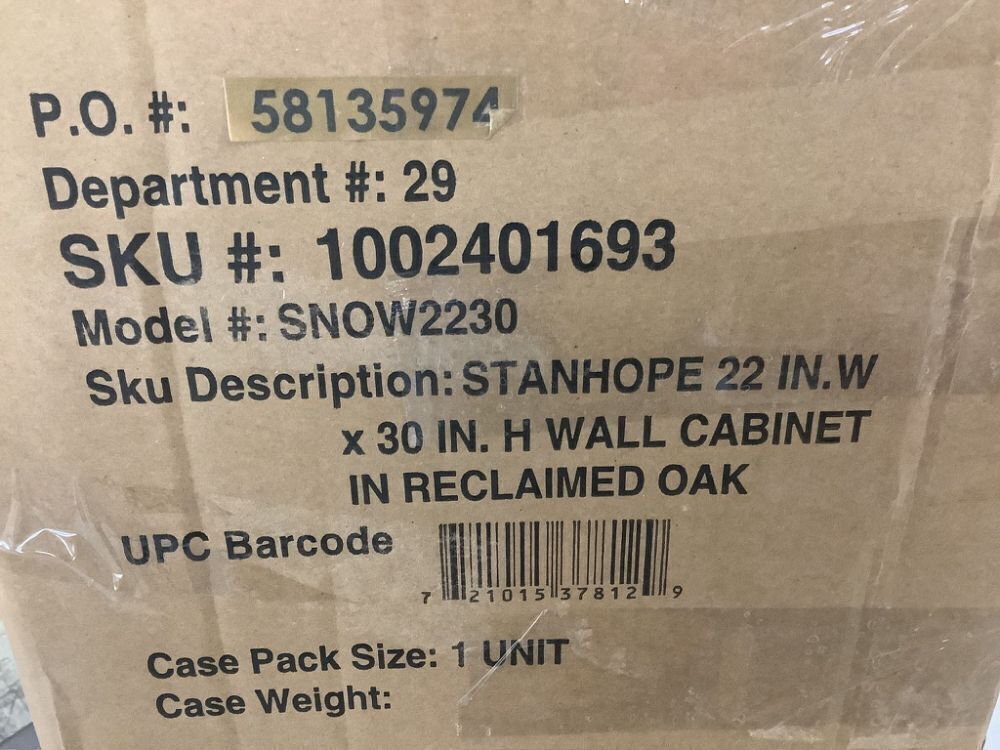 P.O. #: 58135974
Department #: 29
SKU #: 1002401693
Model #: SNOW2230
Sku Description: STANHOPE 22 IN.W
x 30 IN. H WALL CABINET
IN RECLAIMED OAK
UPC Barcode
7 21015 37812 9
Case Pack Size: 1 UNIT
Case Weight: